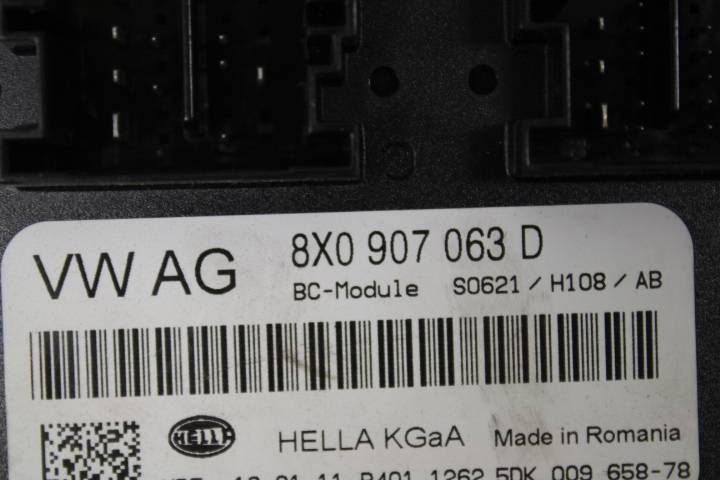 VW AG 8X0 907 063 D
BC-Module S0621 / H108 / AB
HELLA HELLA KGaA Made in Romania
1262 5DK 009 658-78